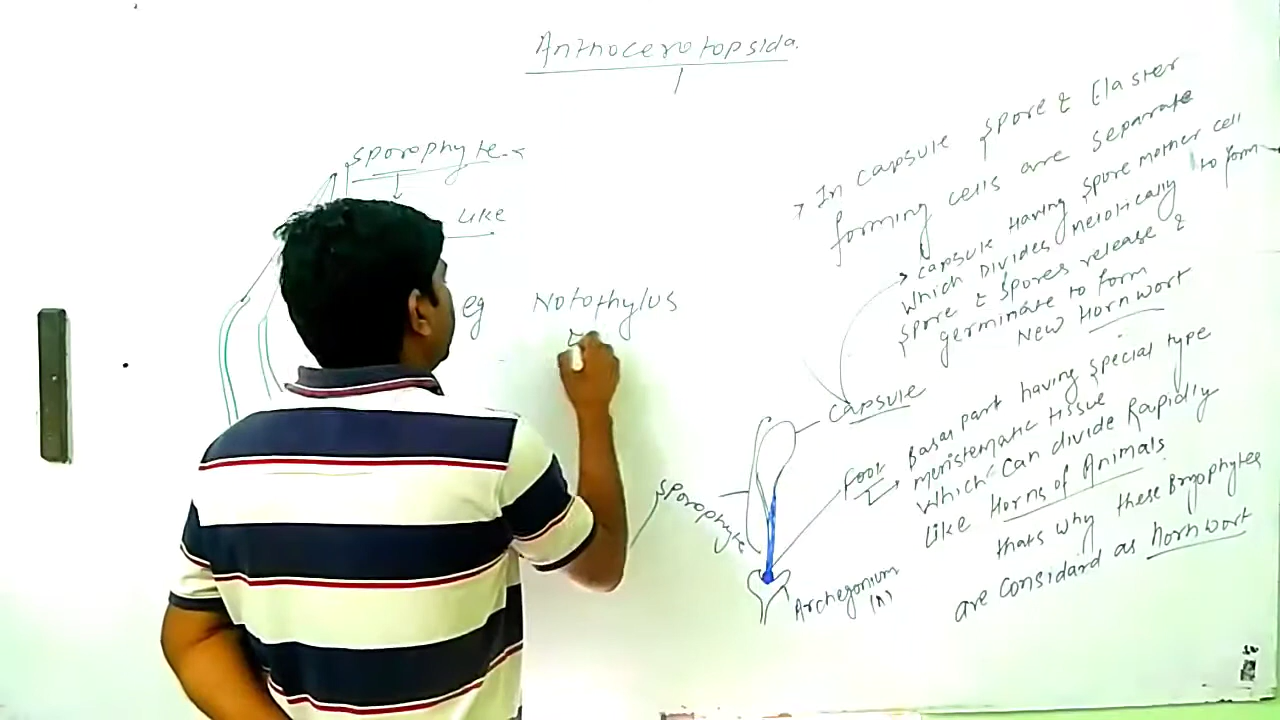 Anthocerotopsida.
sporophyte
Like
eg Notothylus
> In capsule spore & Elaster
forming cells are separate
> capsule Having spore mother cell
which Divides meiotically to form
spore & spores release &
germinate to form
New Hornwort
capsule
Foot
Basal part having special type
meristematic tissue
which can divide Rapidly
Like Horns of Animals
thats why these Bryophytes
are considard as hornwort
sporophyte
Archegonium
(n)